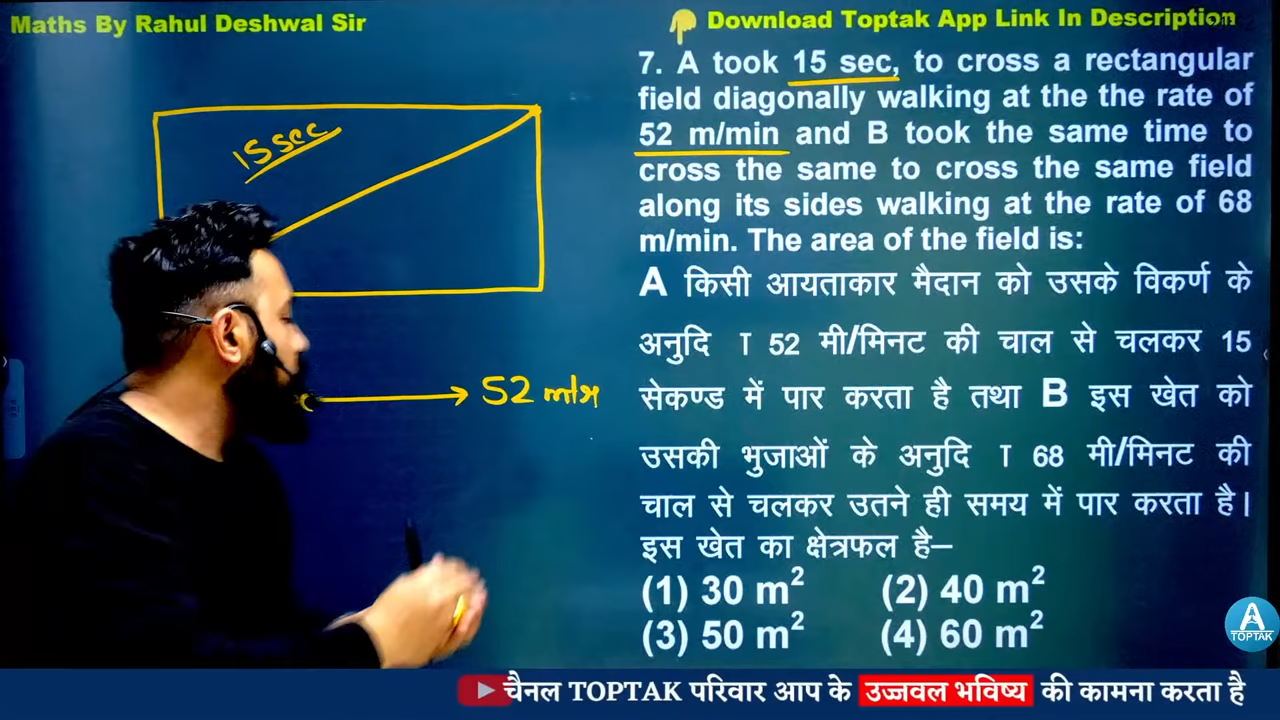 Maths By Rahul Deshwal Sir
Download Toptak App Link In Description
7. A took 15 sec, to cross a rectangular
field diagonally walking at the the rate of
52 m/min and B took the same time to
cross the same to cross the same field
along its sides walking at the rate of 68
m/min. The area of the field is:
A किसी आयताकार मैदान को उसके विकर्ण के
अनुदि T 52 मी/मिनट की चाल से चलकर 15
सेकण्ड में पार करता है तथा B इस खेत को
उसकी भुजाओं के अनुदि T 68 मी/मिनट की
चाल से चलकर उतने ही समय में पार करता है।
इस खेत का क्षेत्रफल है–
(1) 30 m² (2) 40 m²
(3) 50 m² (4) 60 m²
15 sec
52 mtr
A
TOPTAK
चैनल TOPTAK परिवार आप के उज्जवल भविष्य की कामना करता है